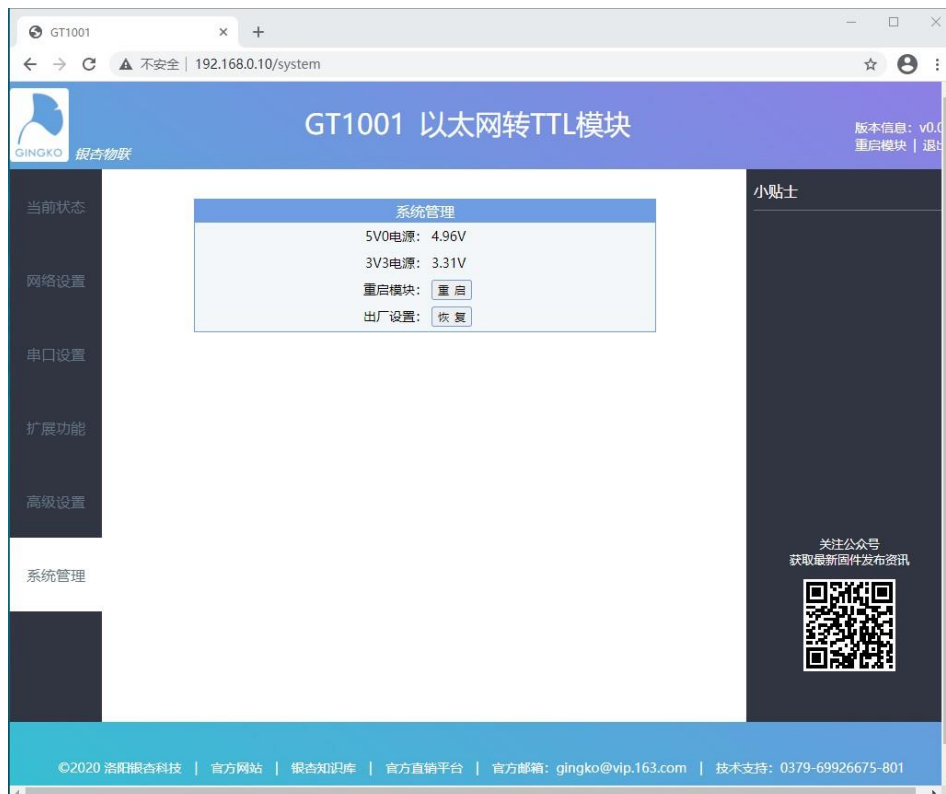 GT1001
不安全 | 192.168.0.10/system
GINGKO 银杏物联
GT1001 以太网转TTL模块
版本信息：v0.0
重启模块 | 退出
当前状态
网络设置
串口设置
扩展功能
高级设置
系统管理
系统管理
5V0电源： 4.96V
3V3电源： 3.31V
重启模块： 重 启
出厂设置： 恢 复
小贴士
关注公众号
获取最新固件发布资讯
©2020 洛阳银杏科技 | 官方网站 | 银杏知识库 | 官方直销平台 | 官方邮箱：gingko@vip.163.com | 技术支持：0379-69926675-801